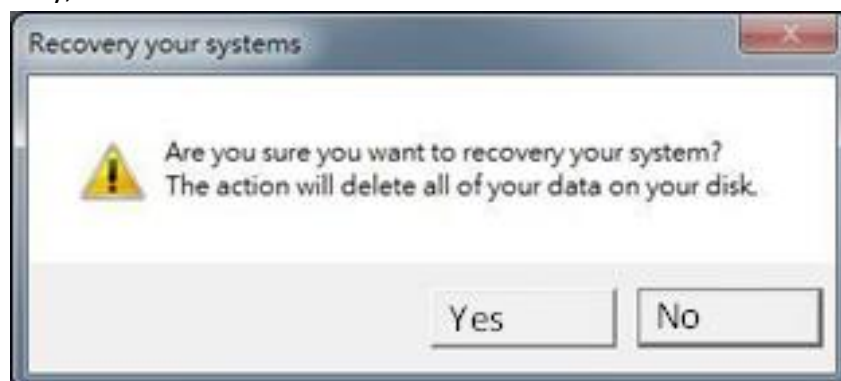 Recovery your systems
Are you sure you want to recovery your system?
The action will delete all of your data on your disk.
Yes No